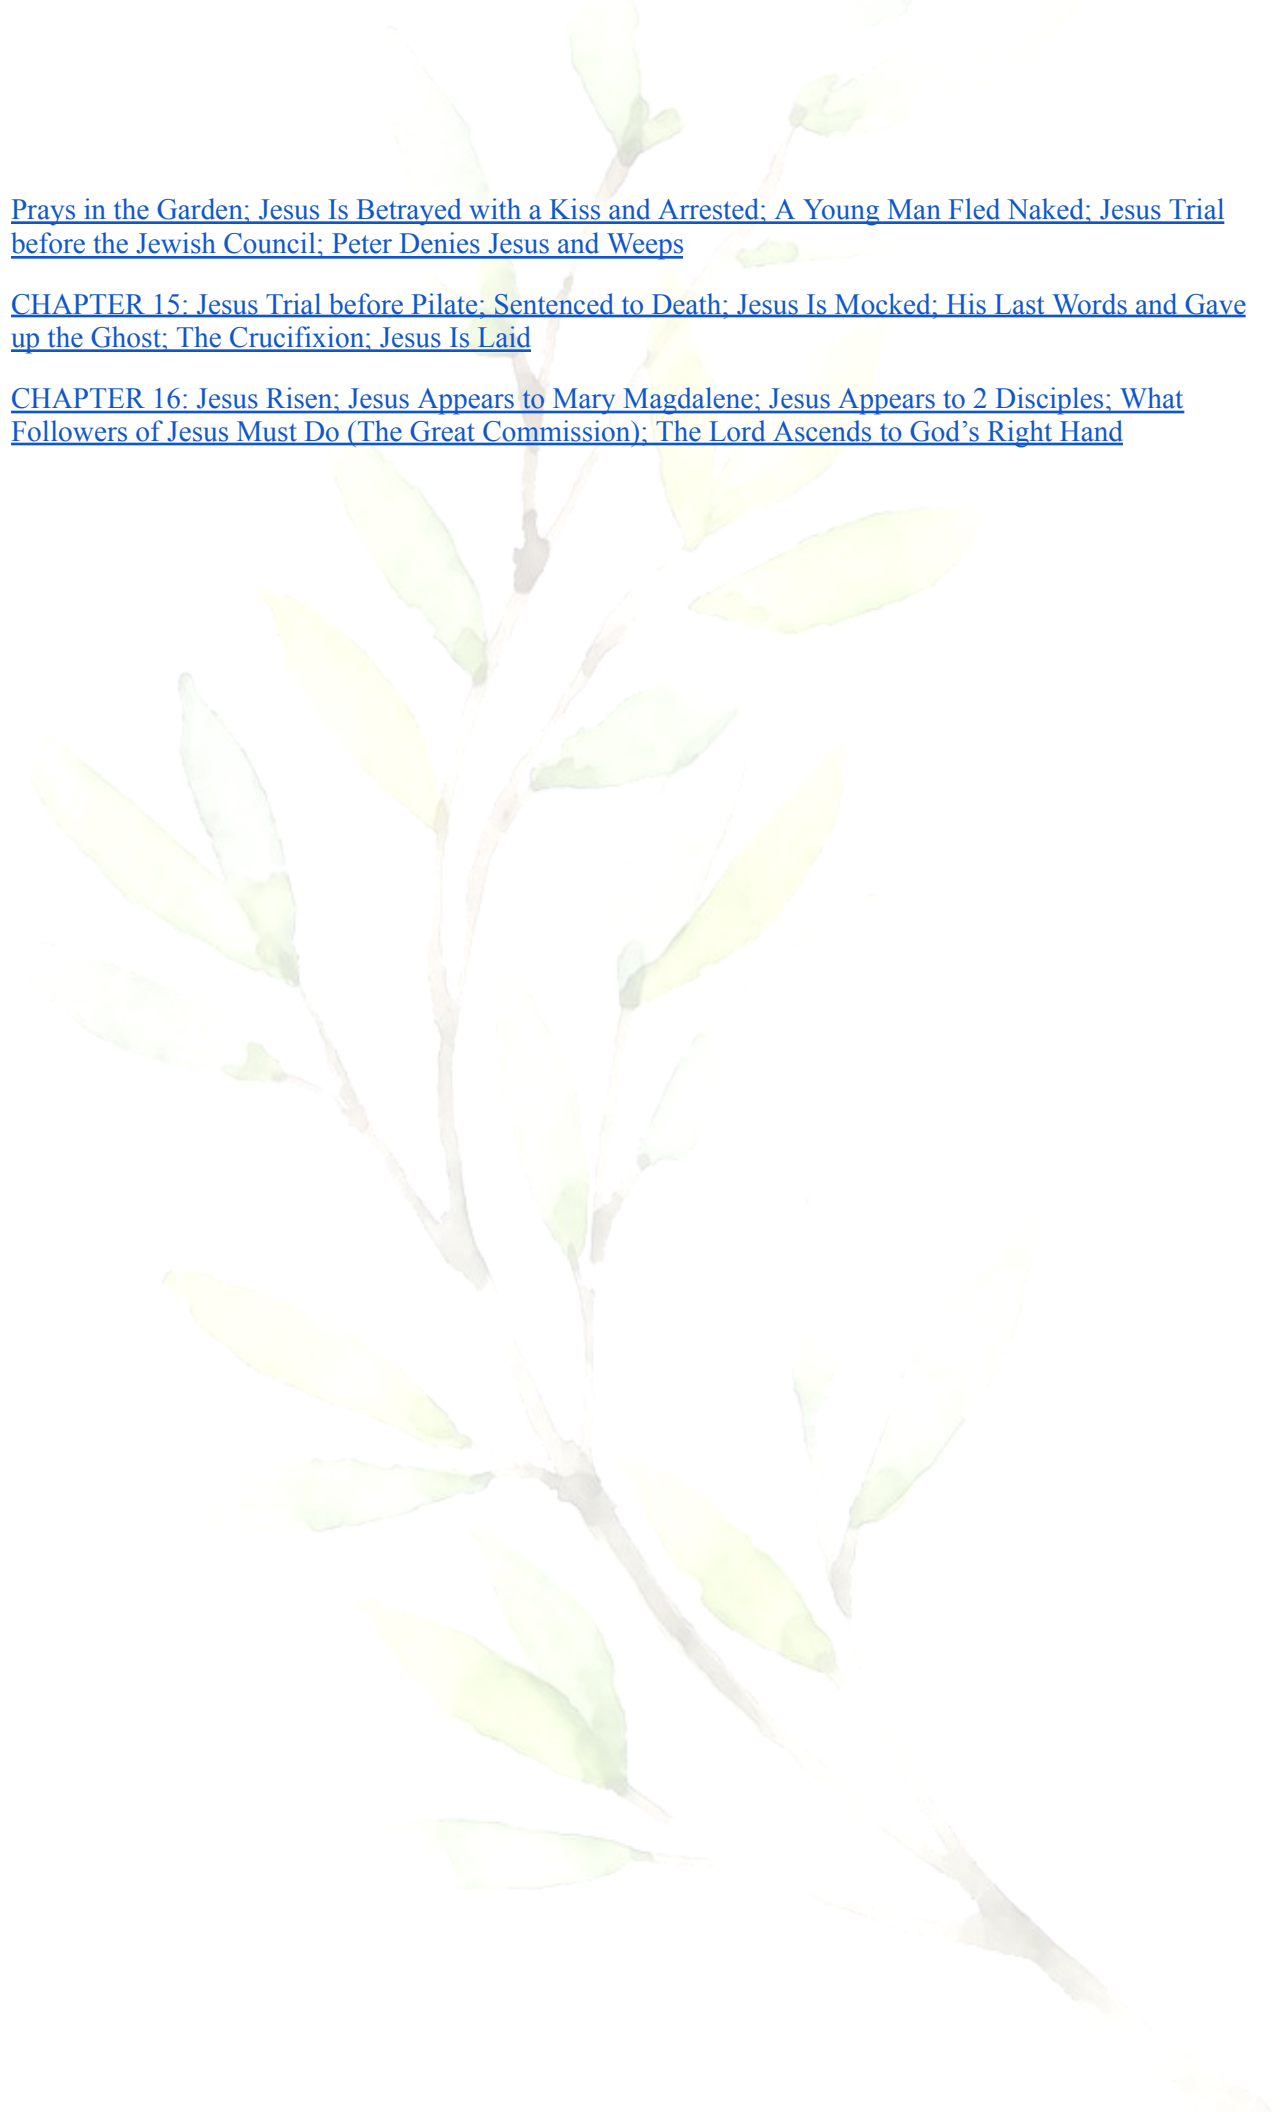 Prays in the Garden; Jesus Is Betrayed with a Kiss and Arrested; A Young Man Fled Naked; Jesus Trial
before the Jewish Council; Peter Denies Jesus and Weeps
CHAPTER 15: Jesus Trial before Pilate; Sentenced to Death; Jesus Is Mocked; His Last Words and Gave
up the Ghost; The Crucifixion; Jesus Is Laid
CHAPTER 16: Jesus Risen; Jesus Appears to Mary Magdalene; Jesus Appears to 2 Disciples; What
Followers of Jesus Must Do (The Great Commission); The Lord Ascends to God’s Right Hand